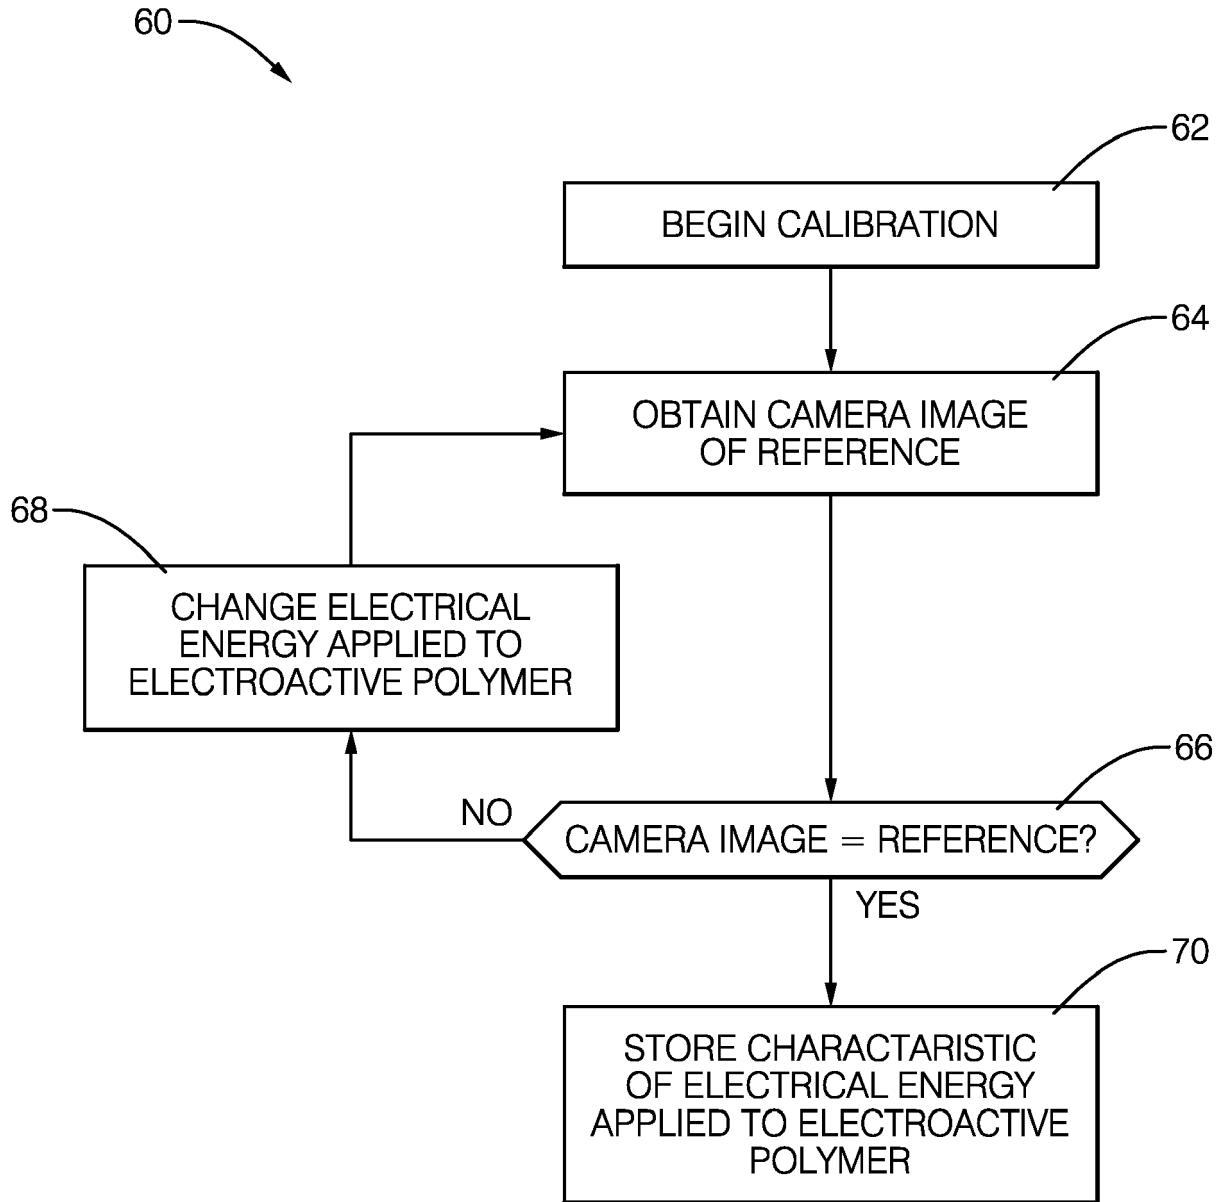 60
62
BEGIN CALIBRATION
64
OBTAIN CAMERA IMAGE
OF REFERENCE
68
CHANGE ELECTRICAL
ENERGY APPLIED TO
ELECTROACTIVE POLYMER
66
NO
CAMERA IMAGE = REFERENCE?
YES
70
STORE CHARACTARISTIC
OF ELECTRICAL ENERGY
APPLIED TO ELECTROACTIVE
POLYMER